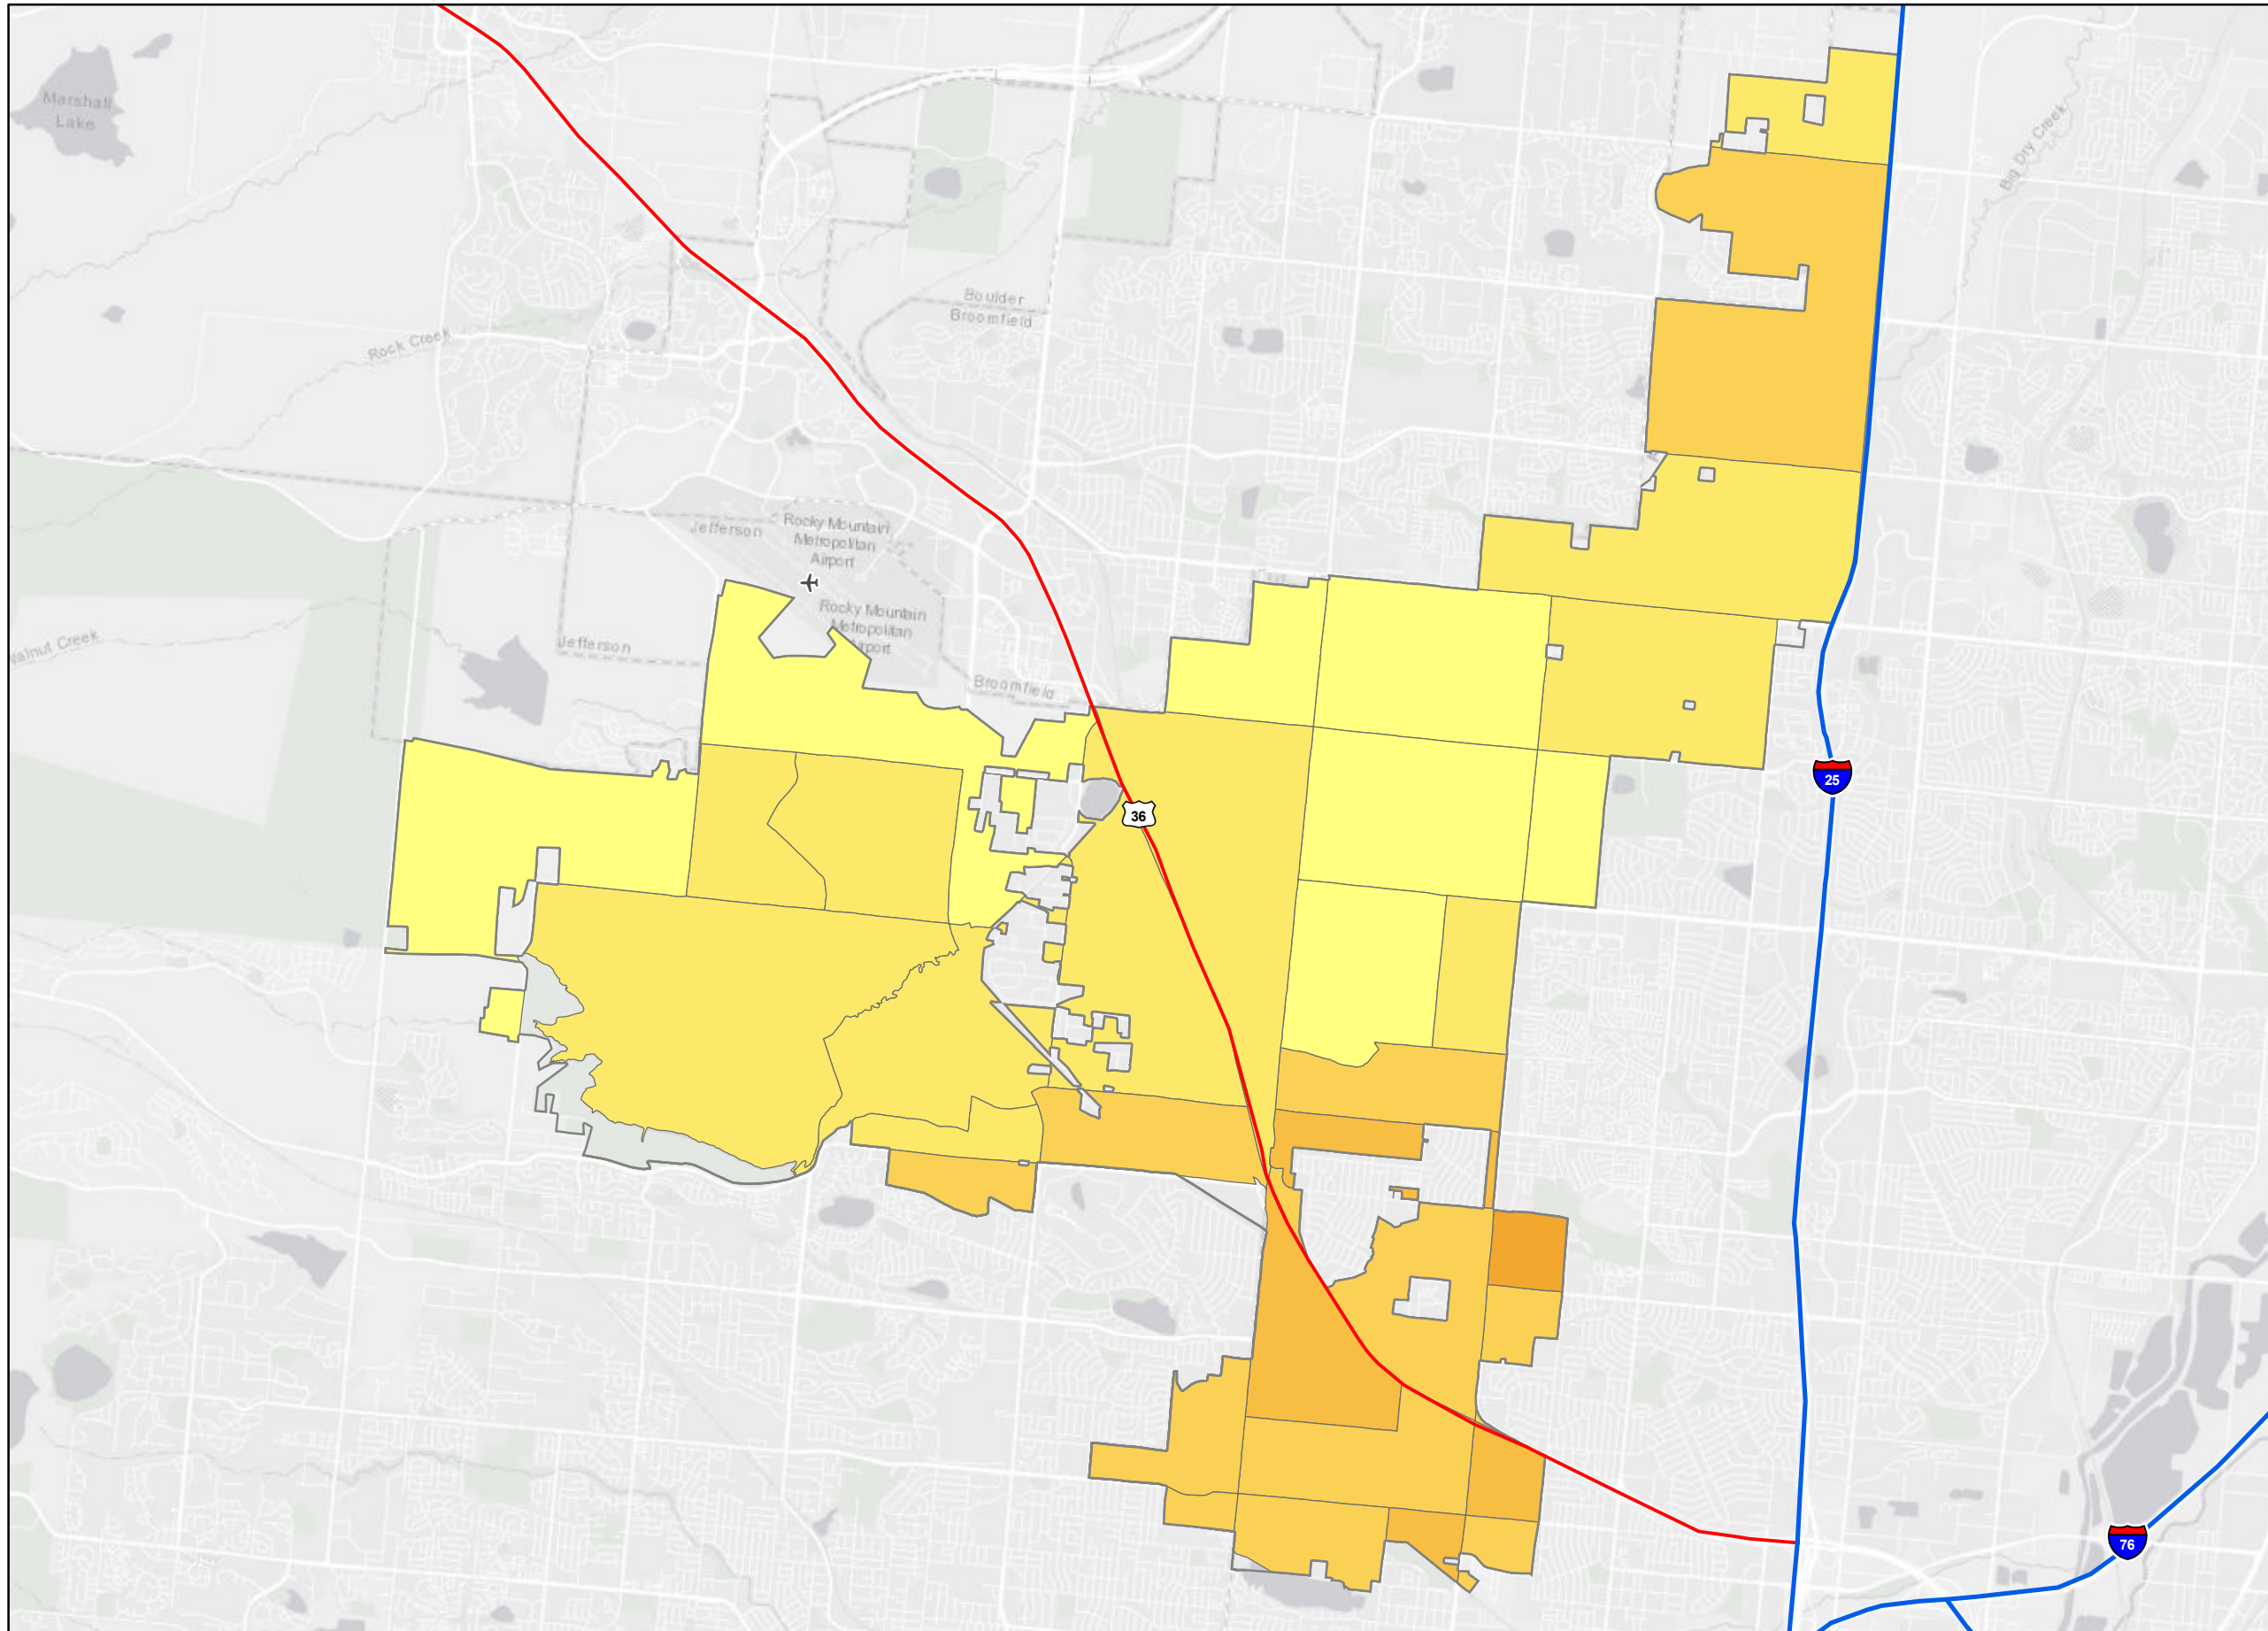 Marshall
Lake
Big Dry Creek
Boulder
Broomfield
Rock Creek
Jefferson
Rocky Mountain
Metropolitan
Airport
Rocky Mountain
Metropolitan
Airport
Jefferson
Walnut Creek
Broomfield
25
36
76